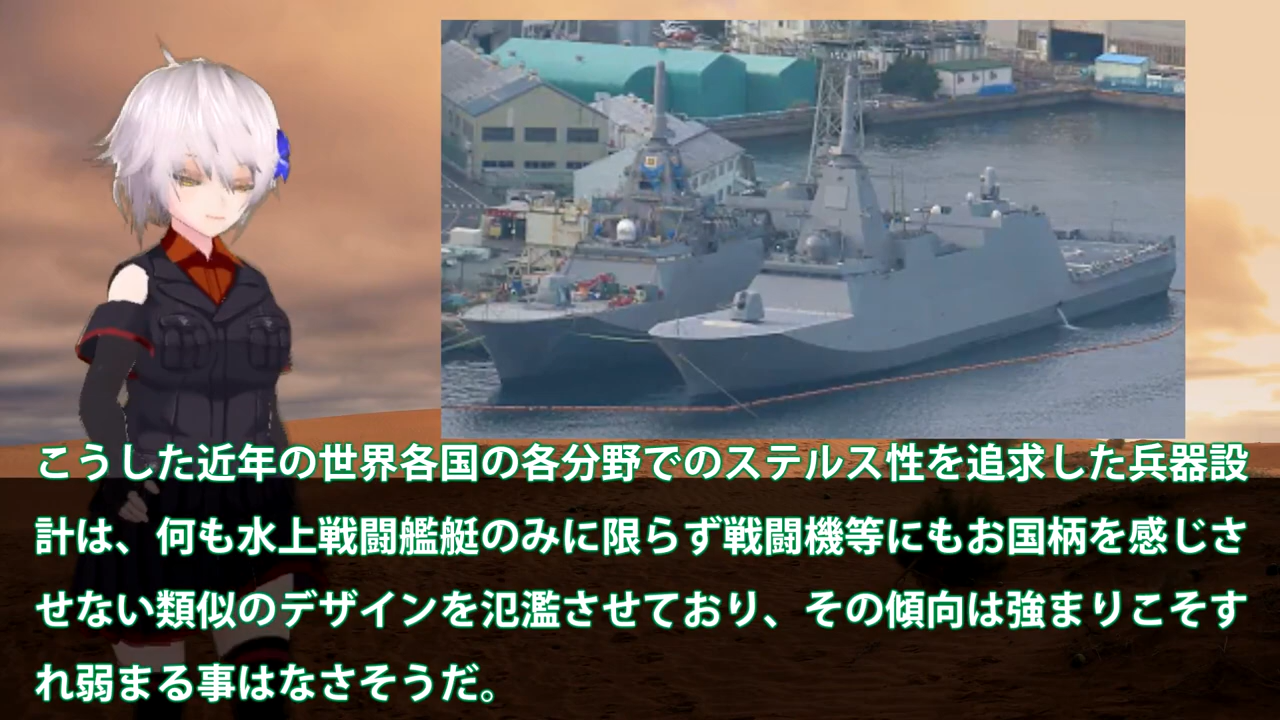 こうした近年の世界各国の各分野でのステルス性を追求した兵器設
計は、何も水上戦闘艦艇のみに限らず戦闘機等にもお国柄を感じさ
せない類似のデザインを氾濫させており、その傾向は強まりこそす
れ弱まる事はなさそうだ。